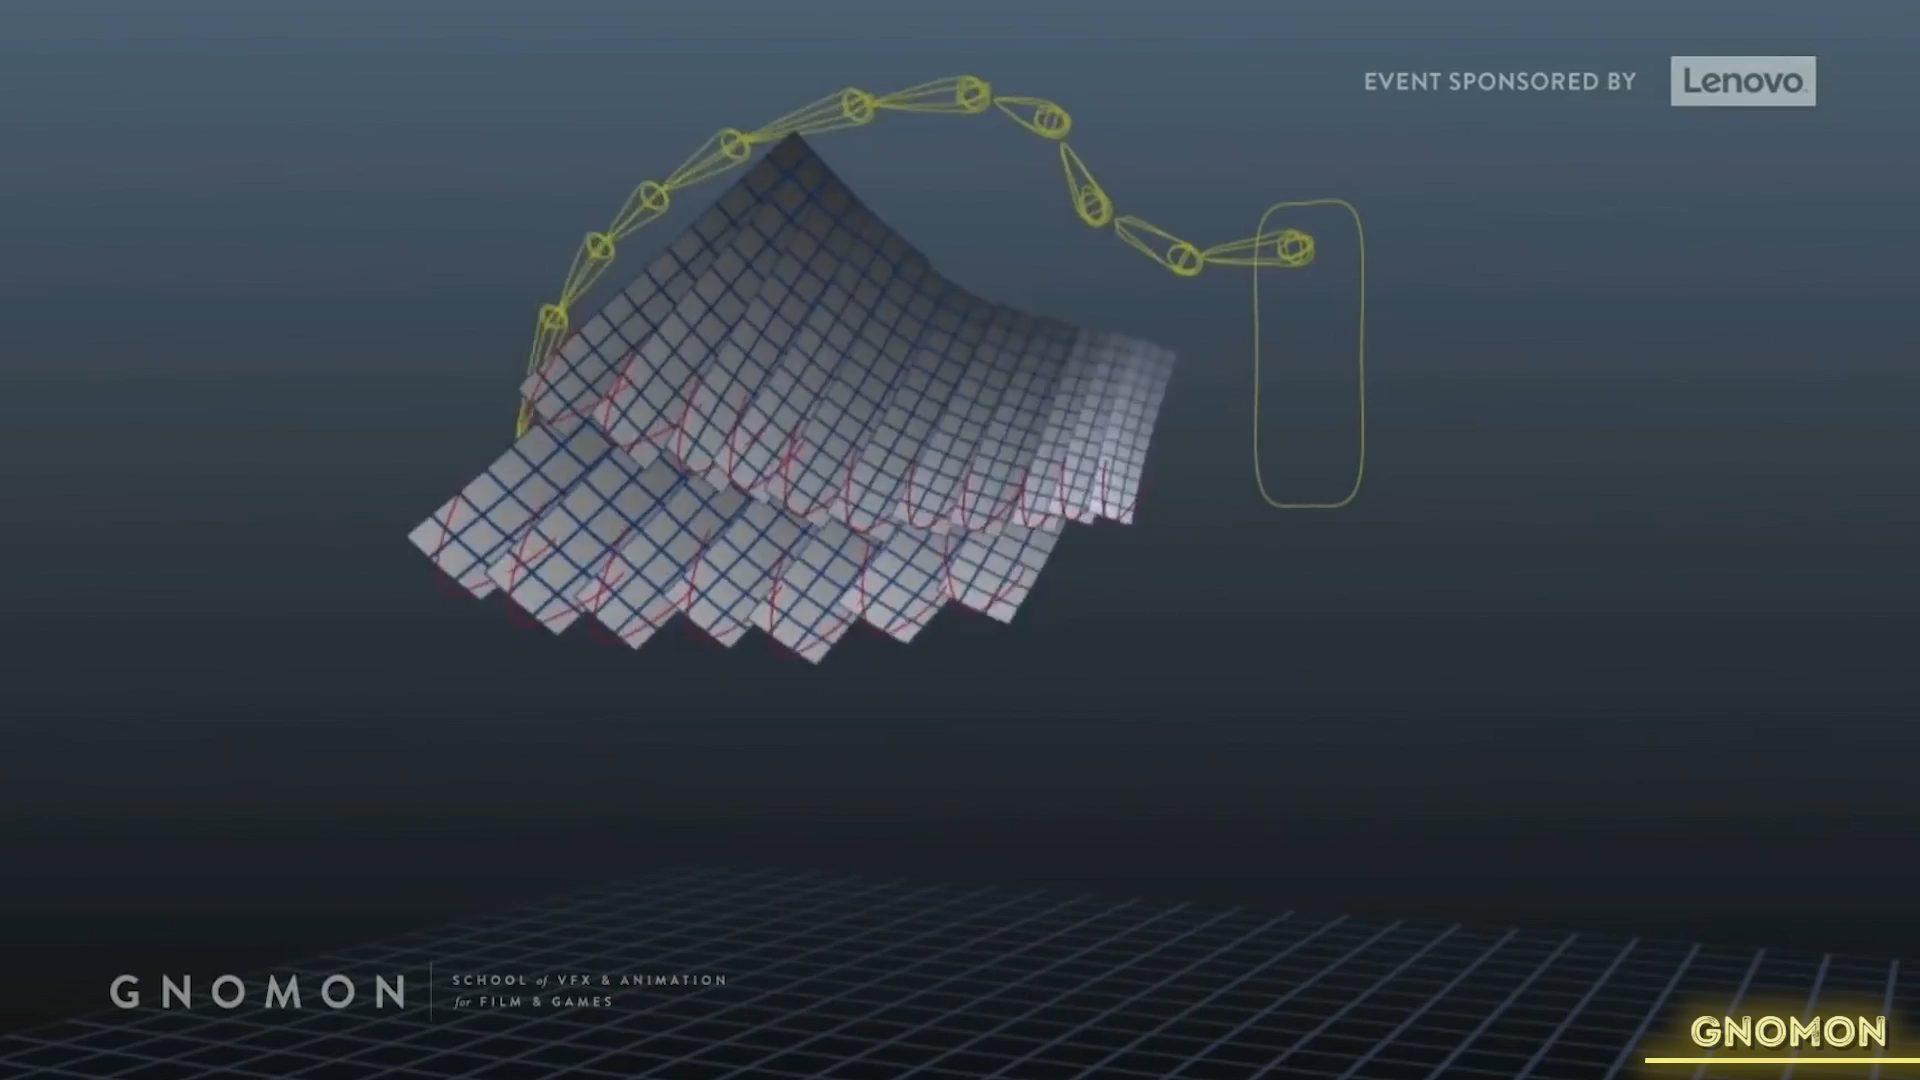 EVENT SPONSORED BY Lenovo
GNOMON
SCHOOL of VFX & ANIMATION
for FILM & GAMES
GNOMON